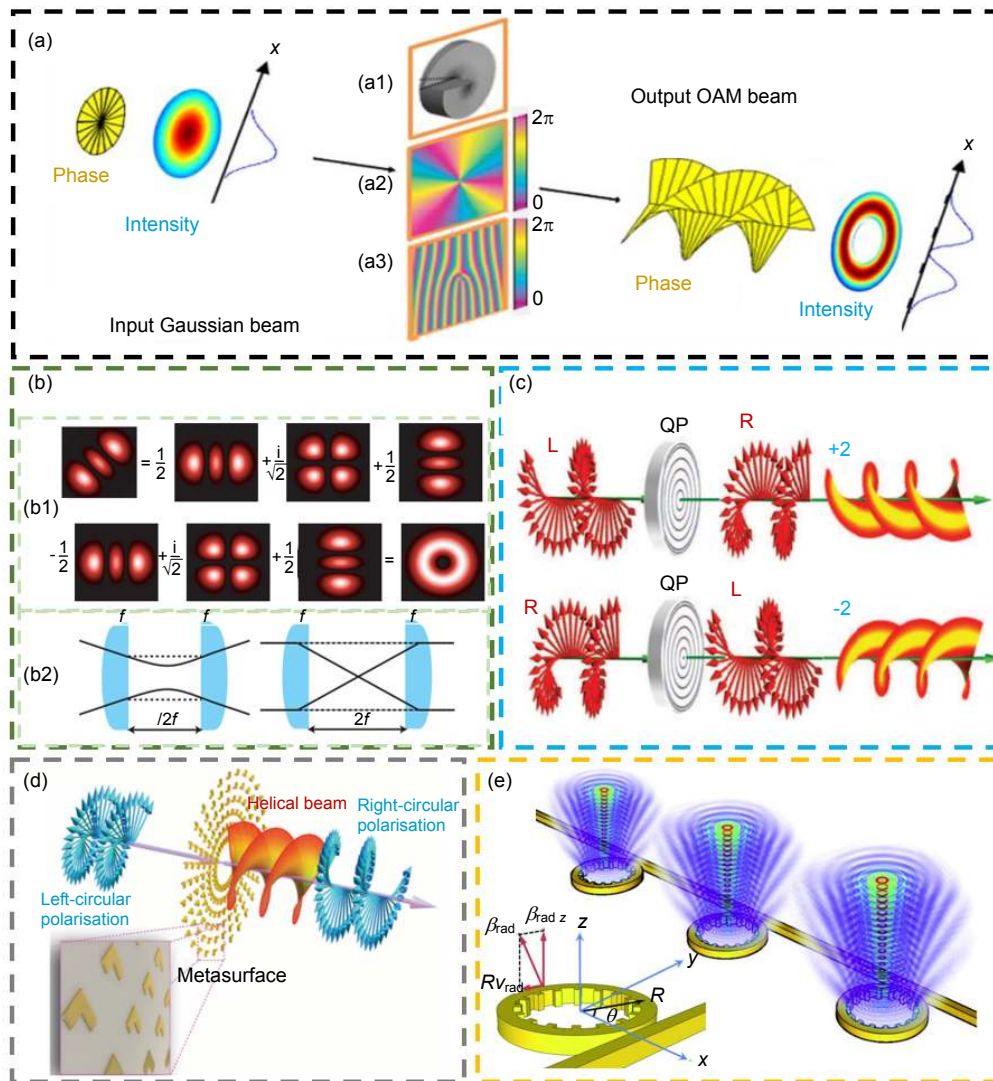 (a)
x
Phase
Intensity
Input Gaussian beam
(a1)
(a2)
(a3)
2π
0
2π
0
Output OAM beam
x
Phase
Intensity
(b)
(b1)
= 1/2 + i/√2 + 1/2
- 1/2 + i/√2 + 1/2 =
(b2)
f f f f
/2f
2f
(c)
L
QP
R
+2
R
QP
L
-2
(d)
Helical beam
Right-circular
polarisation
Left-circular
polarisation
Metasurface
(e)
βrad
βrad z
Rνrad
z
y
R
θ
x